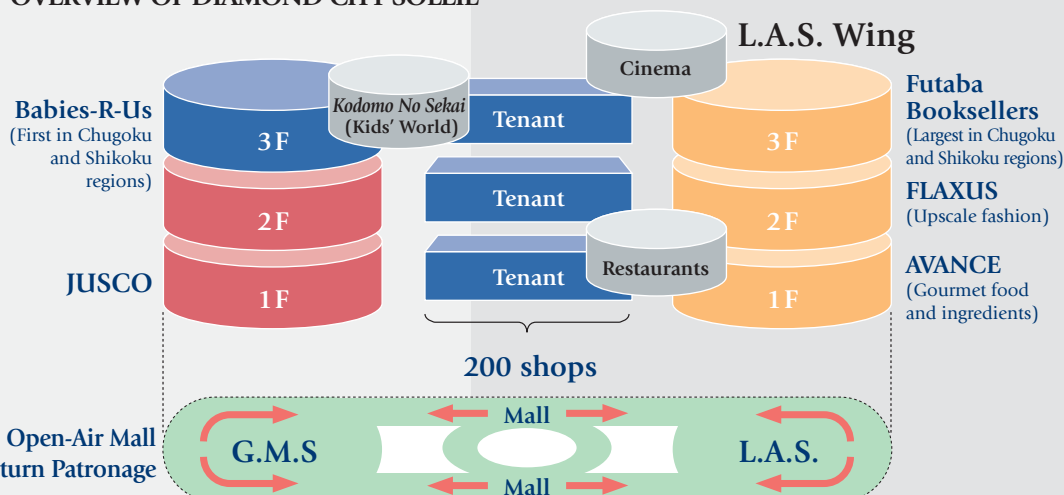 L.A.S. Wing
Cinema
Babies-R-Us
(First in Chugoku
and Shikoku
regions)
Kodomo No Sekai
(Kids' World)
3F
Tenant
3F
Futaba
Booksellers
(Largest in Chugoku
and Shikoku regions)
2F
Tenant
2F
FLAXUS
(Upscale fashion)
JUSCO
1F
Tenant
Restaurants
1F
AVANCE
(Gourmet food
and ingredients)
200 shops
Open-Air Mall
Patronage
G.M.S
Mall
Mall
L.A.S.